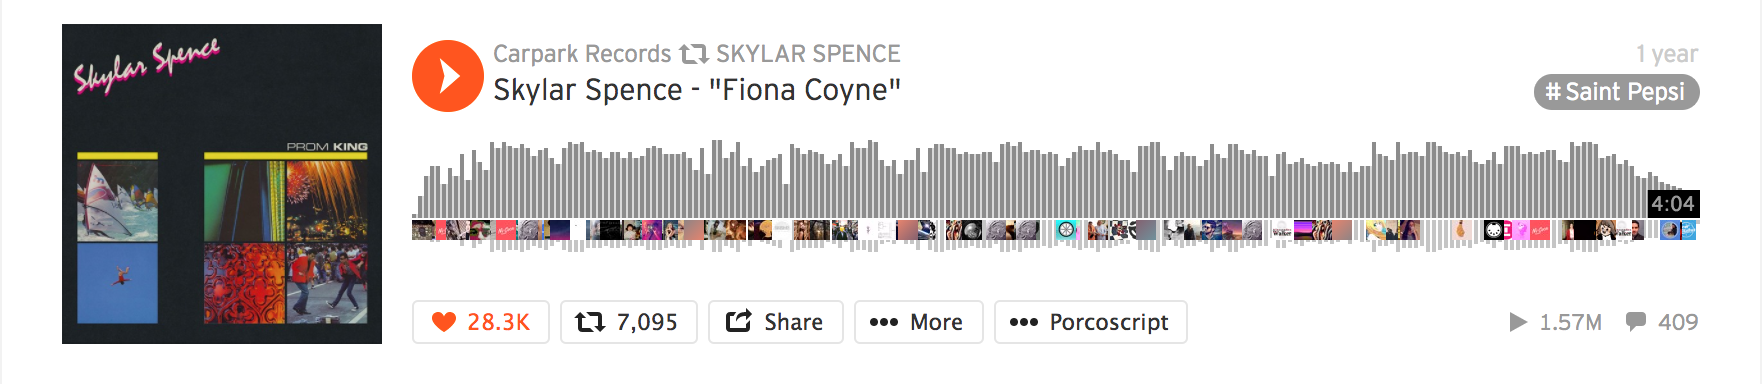 Skylar Spence
PROM KING
Carpark Records SKYLAR SPENCE
Skylar Spence - "Fiona Coyne"
1 year
# Saint Pepsi
4:04
28.3K
7,095
Share
More
Porcoscript
1.57M
409